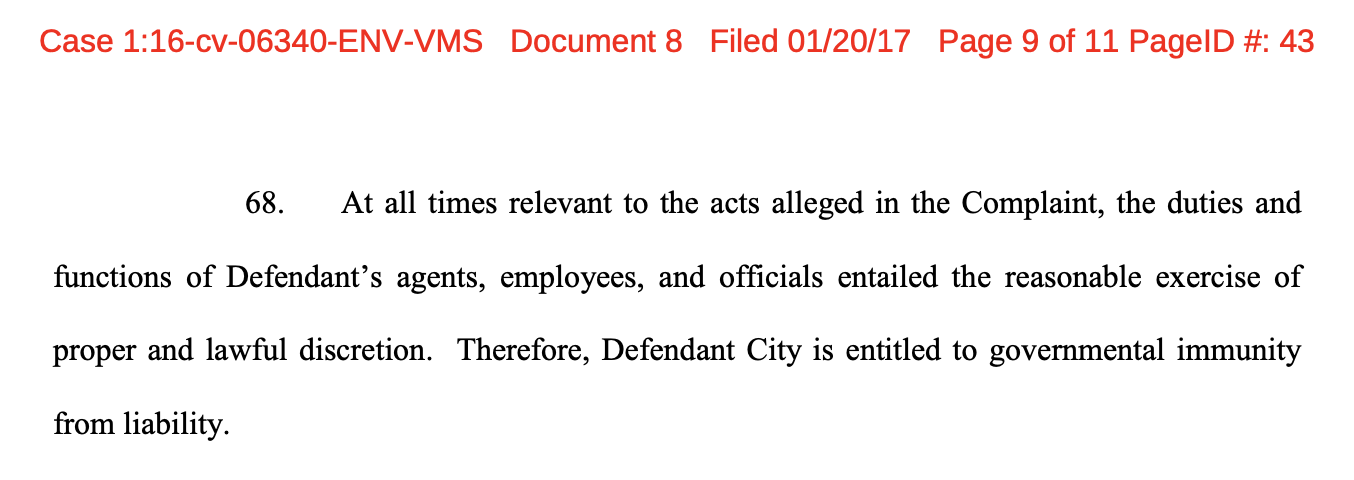 Case 1:16-cv-06340-ENV-VMS Document 8 Filed 01/20/17 Page 9 of 11 PageID #: 43
68. At all times relevant to the acts alleged in the Complaint, the duties and
functions of Defendant’s agents, employees, and officials entailed the reasonable exercise of
proper and lawful discretion. Therefore, Defendant City is entitled to governmental immunity
from liability.